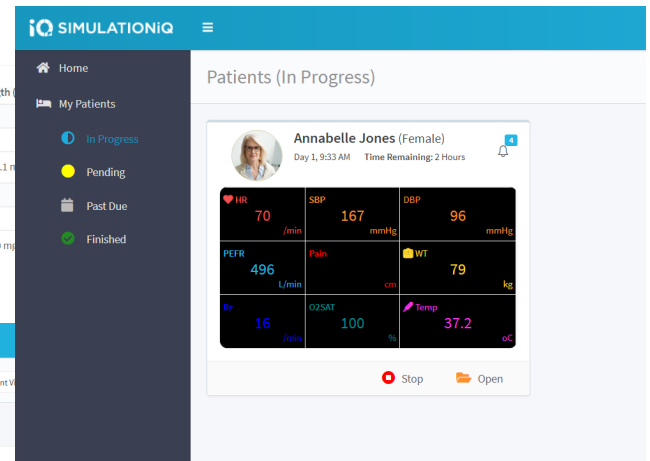 iQ SIMULATIONiQ
Home
My Patients
In Progress
Pending
Past Due
Finished
Patients (In Progress)
Annabelle Jones (Female)
4
Day 1, 9:33 AM Time Remaining: 2 Hours
HR SBP DBP
70 167 96
/min mmHg mmHg
PEFR Pain WT
496 79
L/min cm kg
Rr O2SAT Temp
16 100 37.2
/min % oC
Stop Open